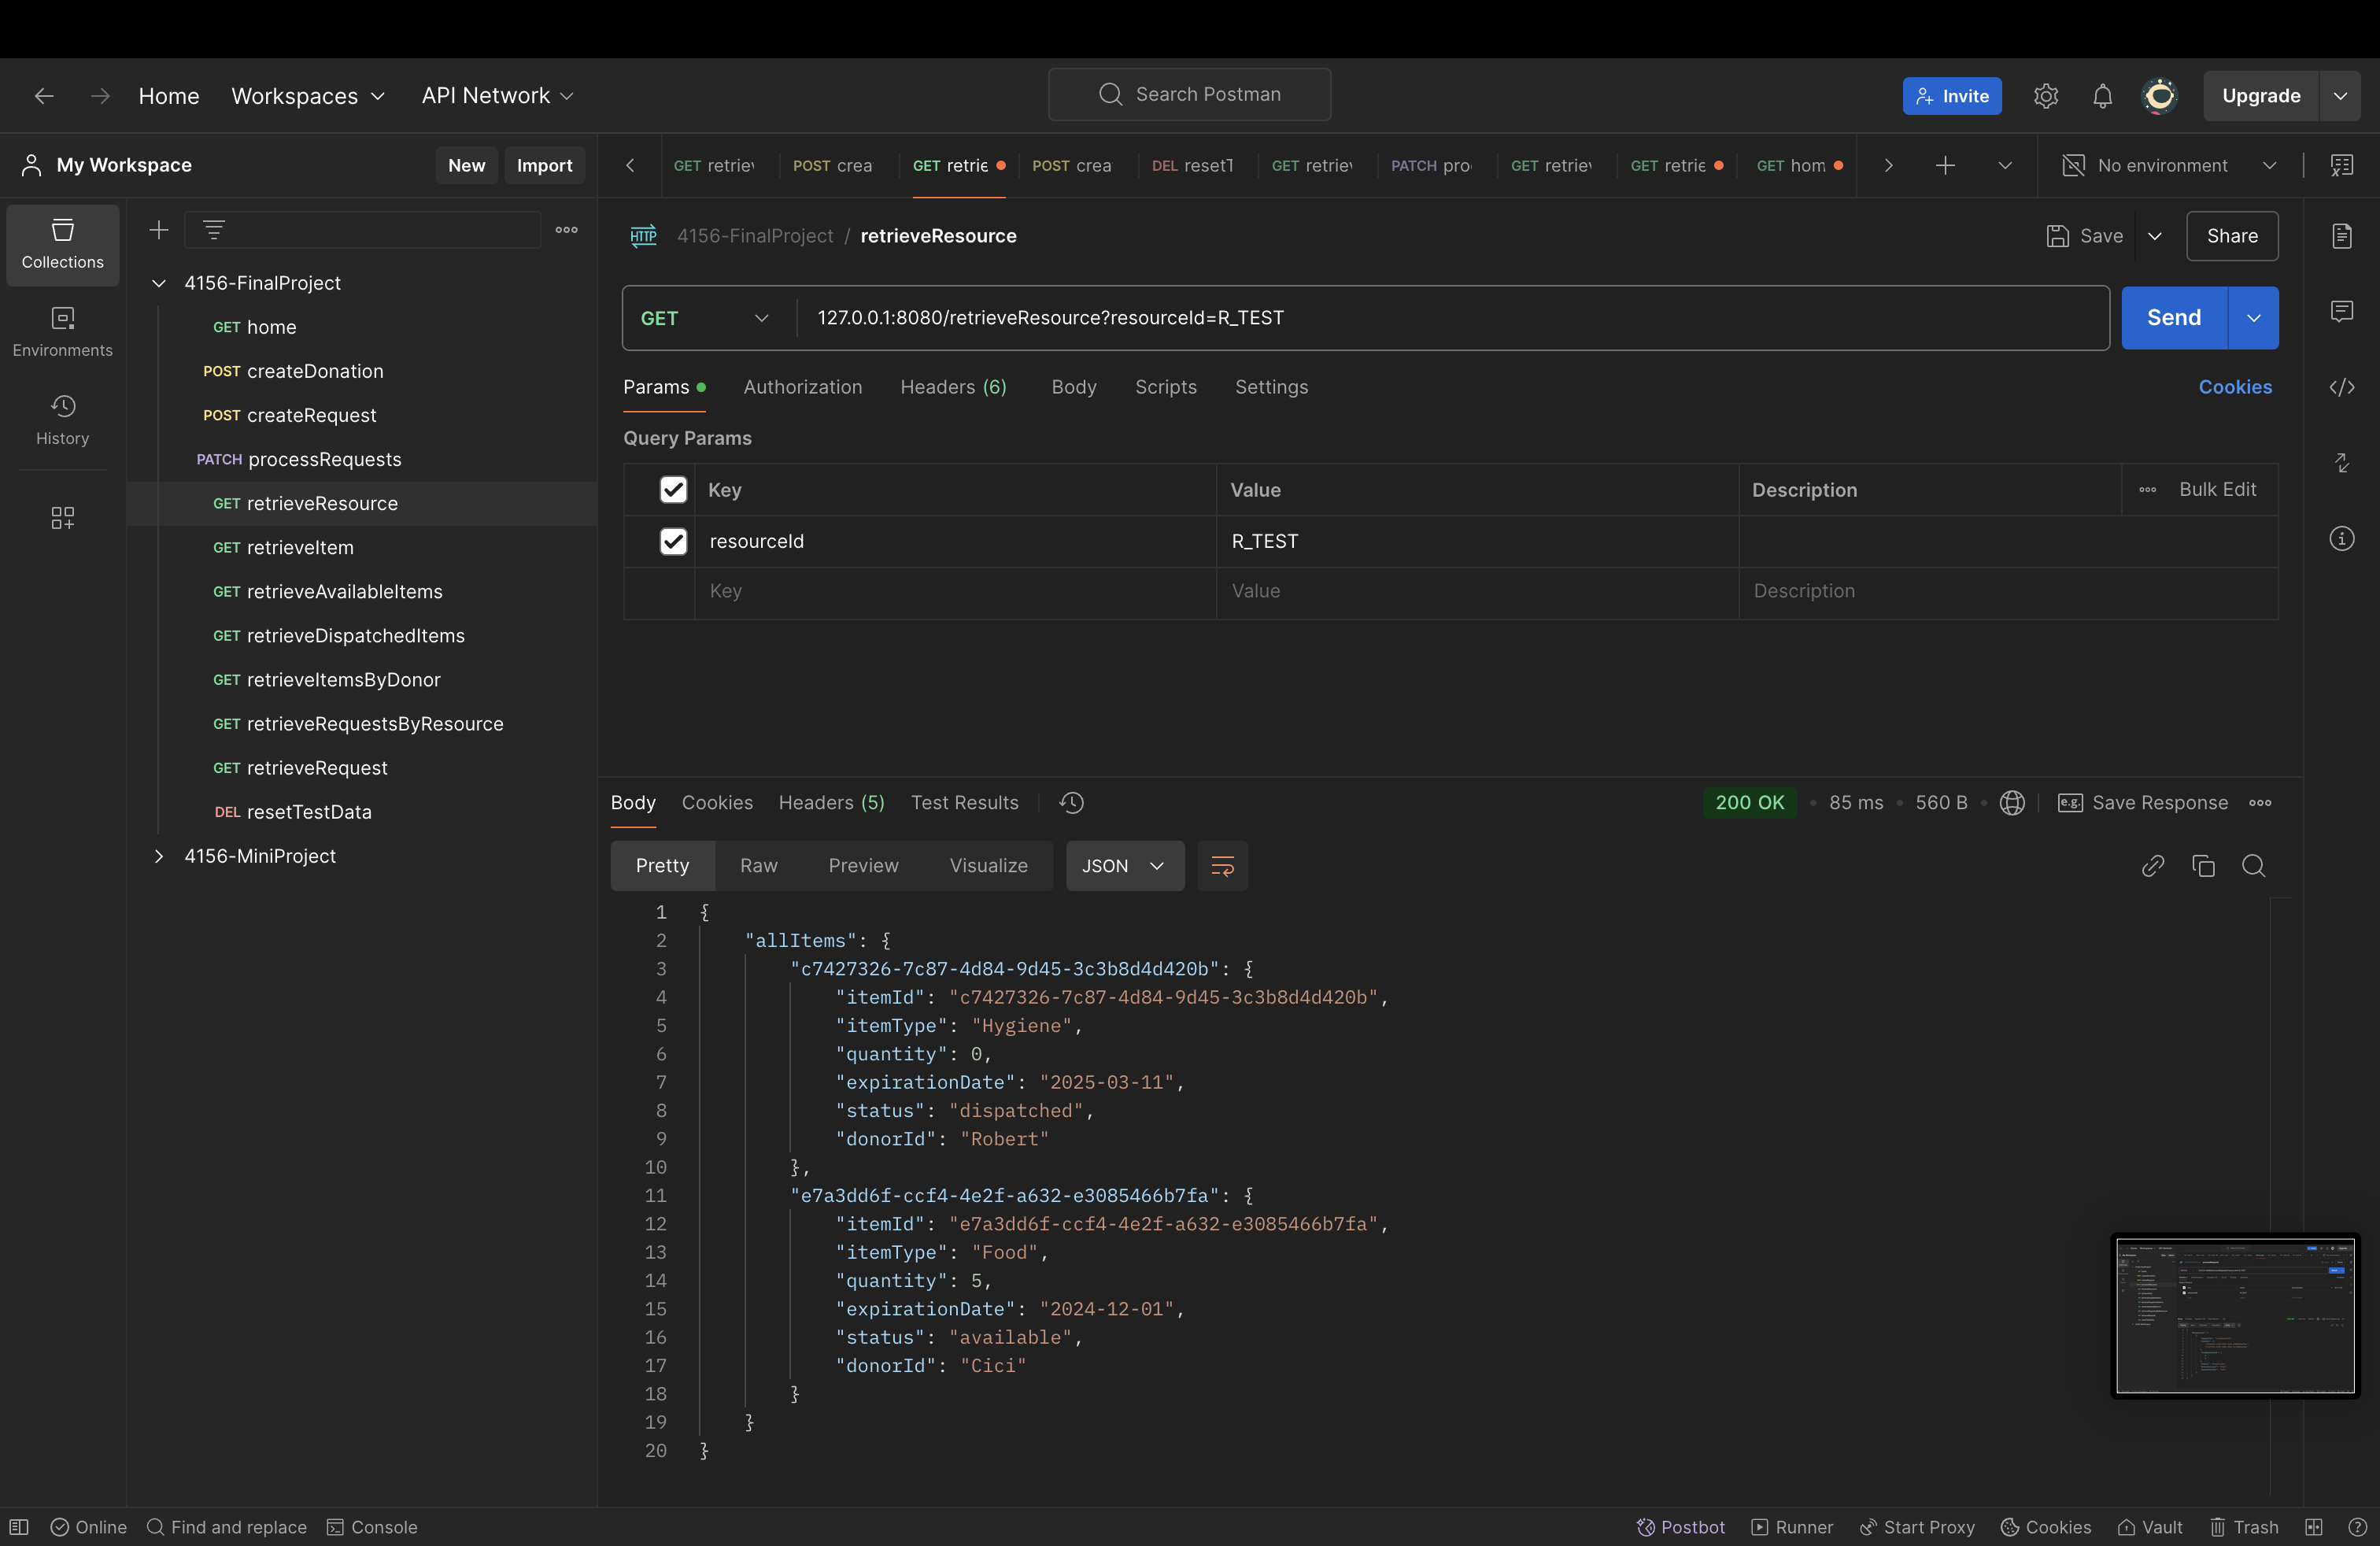 Home Workspaces API Network Search Postman Invite Upgrade
My Workspace New Import
GET retriev POST crea GET retrie POST crea DEL resetT GET retriev PATCH pro GET retriev GET retrie GET hom No environment
Collections
Environments
History
4156-FinalProject
GET home
POST createDonation
POST createRequest
PATCH processRequests
GET retrieveResource
GET retrieveItem
GET retrieveAvailableItems
GET retrieveDispatchedItems
GET retrieveItemsByDonor
GET retrieveRequestsByResource
GET retrieveRequest
DEL resetTestData
4156-MiniProject
HTTP 4156-FinalProject / retrieveResource Save Share
GET 127.0.0.1:8080/retrieveResource?resourceId=R_TEST Send
Params Authorization Headers (6) Body Scripts Settings Cookies
Query Params
Key Value Description Bulk Edit
resourceId R_TEST
Key Value Description
Body Cookies Headers (5) Test Results 200 OK 85 ms 560 B e.g. Save Response
Pretty Raw Preview Visualize JSON
1 {
2 "allItems": {
3 "c7427326-7c87-4d84-9d45-3c3b8d4d420b": {
4 "itemId": "c7427326-7c87-4d84-9d45-3c3b8d4d420b",
5 "itemType": "Hygiene",
6 "quantity": 0,
7 "expirationDate": "2025-03-11",
8 "status": "dispatched",
9 "donorId": "Robert"
10 },
11 "e7a3dd6f-ccf4-4e2f-a632-e3085466b7fa": {
12 "itemId": "e7a3dd6f-ccf4-4e2f-a632-e3085466b7fa",
13 "itemType": "Food",
14 "quantity": 5,
15 "expirationDate": "2024-12-01",
16 "status": "available",
17 "donorId": "Cici"
18 }
19 }
20 }
Online Find and replace Console Postbot Runner Start Proxy Cookies Vault Trash